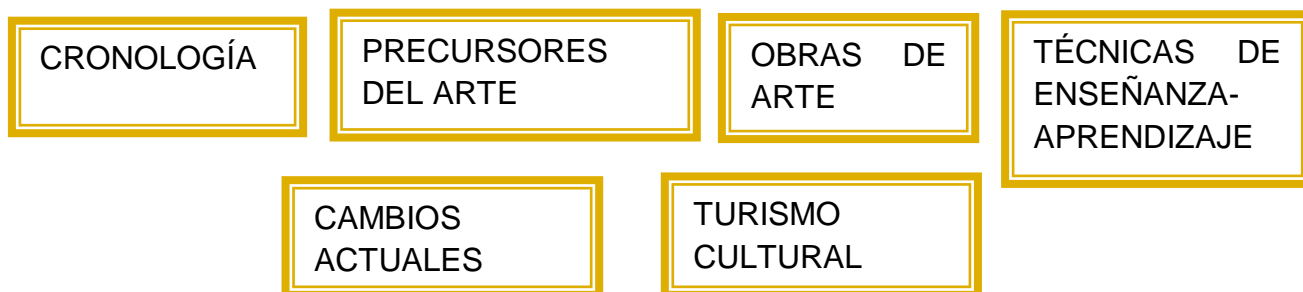 CRONOLOGÍA
PRECURSORES
DEL ARTE
OBRAS DE
ARTE
TÉCNICAS DE
ENSEÑANZA-
APRENDIZAJE
CAMBIOS
ACTUALES
TURISMO
CULTURAL